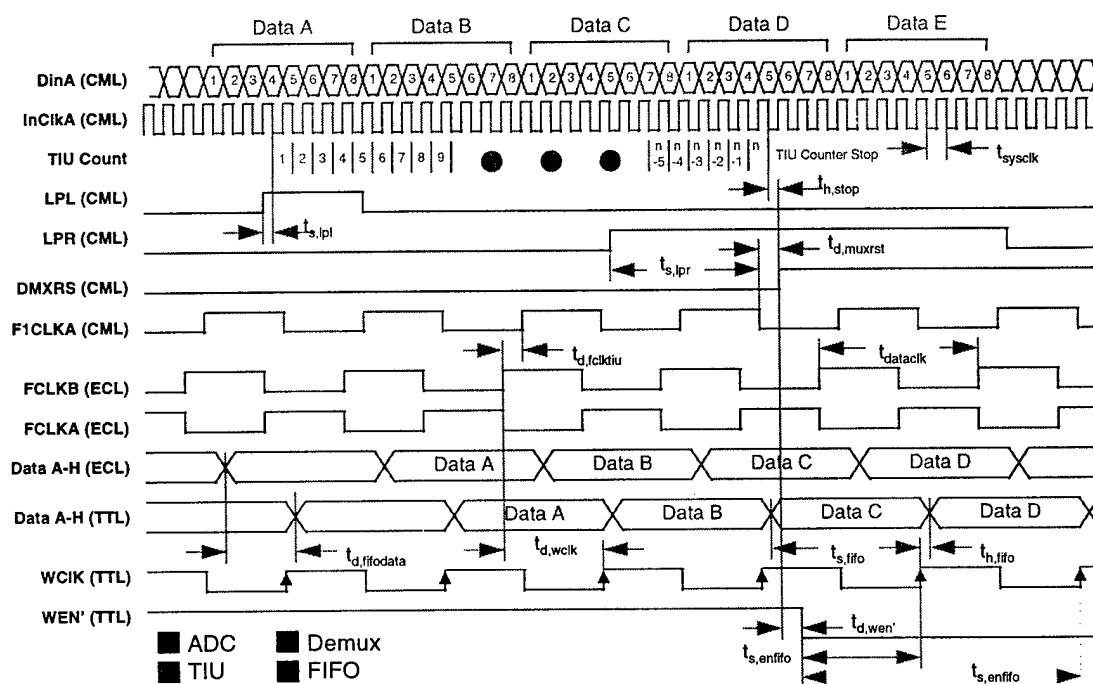 Data A Data B Data C Data D Data E
DinA (CML) 1 2 3 4 5 6 7 8 1 2 3 4 5 6 7 8 1 2 3 4 5 6 7 8 1 2 3 4 5 6 7 8 1 2 3 4 5 6 7 8
InClkA (CML)
TIU Count 1 2 3 4 5 6 7 8 9 n-5 n-4 n-3 n-2 n-1 n TIU Counter Stop tsysclk
th,stop
LPL (CML)
ts,lpl
LPR (CML)
td,muxrst
ts,lpr
DMXRS (CML)
F1CLKA (CML)
td,fclktiu
tdataclk
FCLKB (ECL)
FCLKA (ECL)
Data A-H (ECL) Data A Data B Data C Data D
Data A-H (TTL) Data A Data B Data C Data D
td,fifodata td,wclk ts,fifo th,fifo
WClK (TTL)
WEN' (TTL)
td,wen'
ADC Demux
TIU FIFO
ts,enfifo ts,enfifo